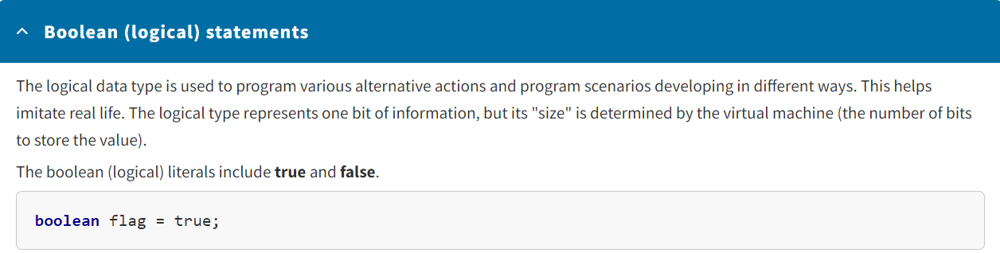 Boolean (logical) statements
The logical data type is used to program various alternative actions and program scenarios developing in different ways. This helps
imitate real life. The logical type represents one bit of information, but its "size" is determined by the virtual machine (the number of bits
to store the value).
The boolean (logical) literals include true and false.
boolean flag = true;